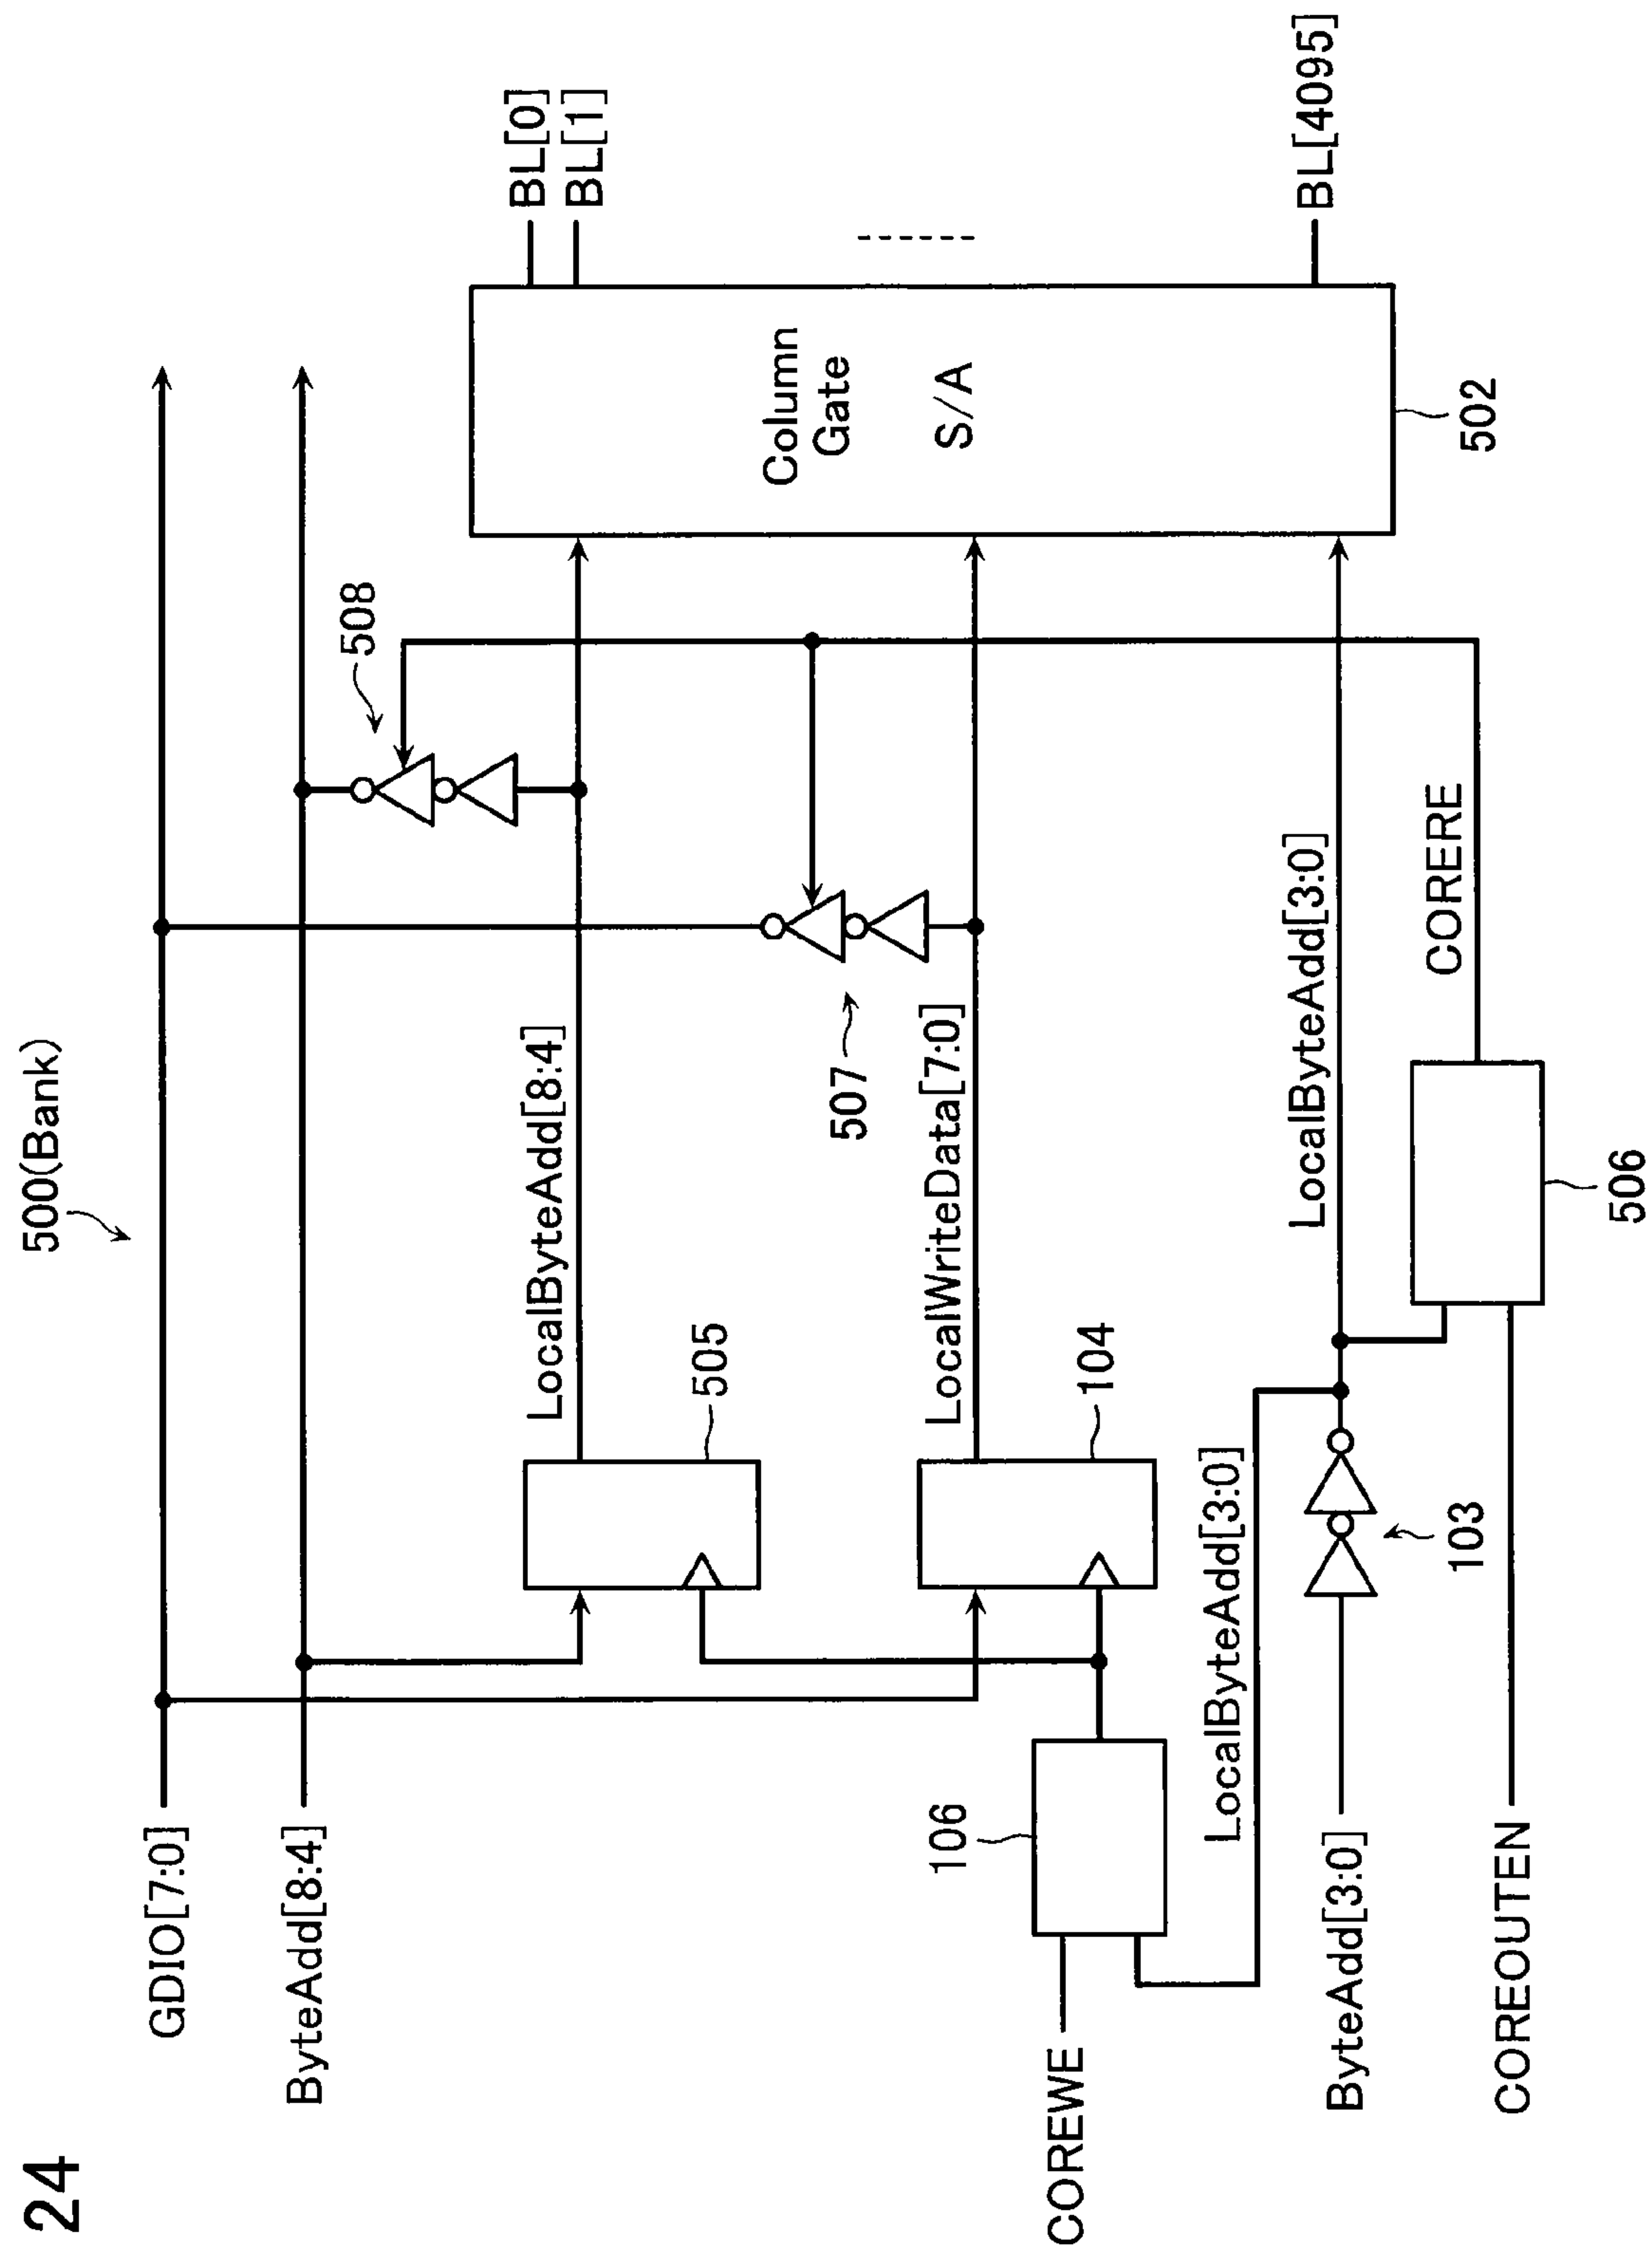 24
500(Bank)
GDIO[7:0]
ByteAdd[8:4]
508
BL[0]
BL[1]
LocalByteAdd[8:4]
505
Column
Gate
S/A
507
LocalWriteData[7:0]
104
106
COREWE
LocalByteAdd[3:0]
LocalByteAdd[3:0]
BL[4095]
ByteAdd[3:0]
103
CORERE
502
COREOUTEN
506